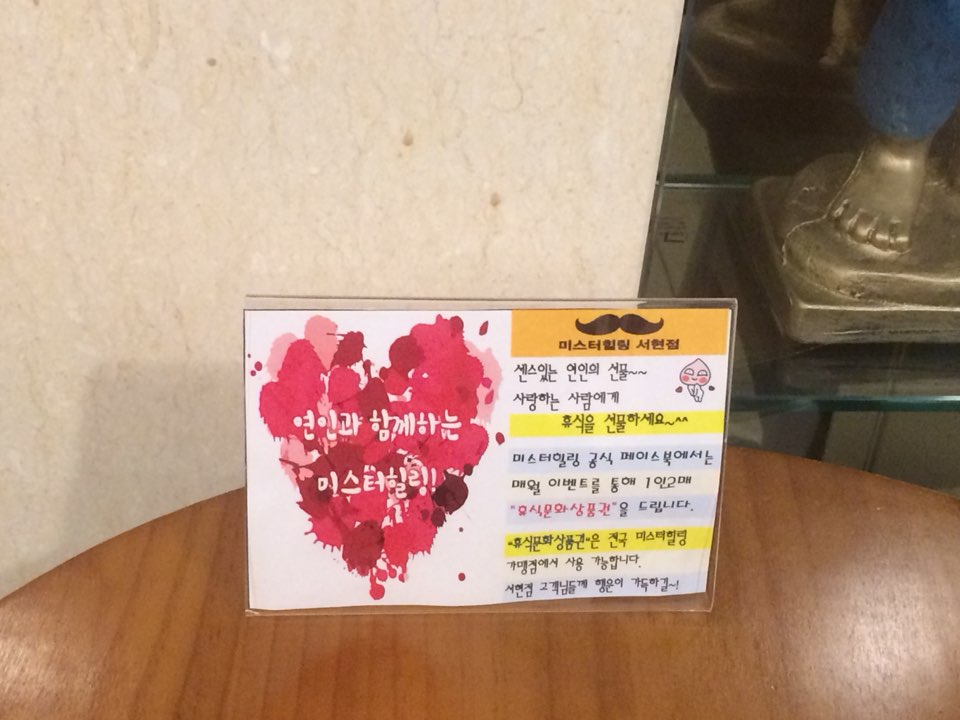 연인과 함께하는
미스터힐링!
미스터힐링 서현점
센스있는 연인의 선물~~
사랑하는 사람에게
휴식을 선물하세요~^^
미스터힐링 공식 페이스북에서는
매월 이벤트를 통해 1인2매
"휴식문화상품권"을 드립니다.
"휴식문화상품권"은 전국 미스터힐링
가맹점에서 사용 가능합니다.
서현점 고객님들께 행운이 가득하길~!